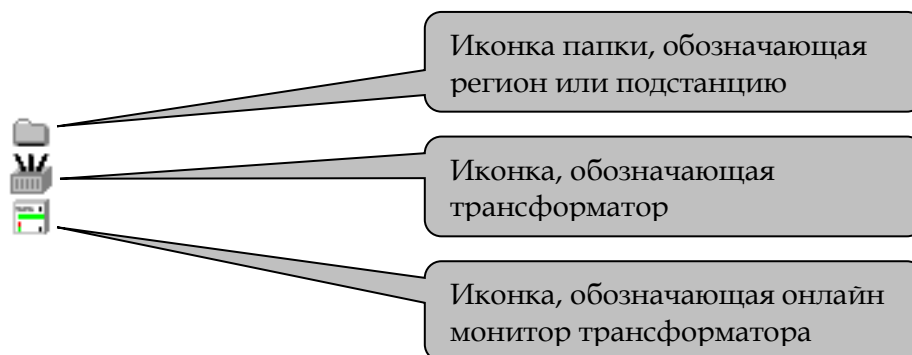 Иконка папки, обозначающая
регион или подстанцию
Иконка, обозначающая
трансформатор
Иконка, обозначающая онлайн
монитор трансформатора